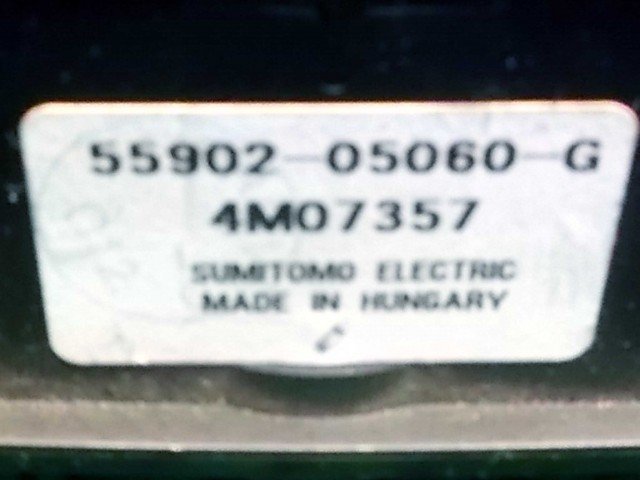 55902-05060-G
4M07357
SUMITOMO ELECTRIC
MADE IN HUNGARY